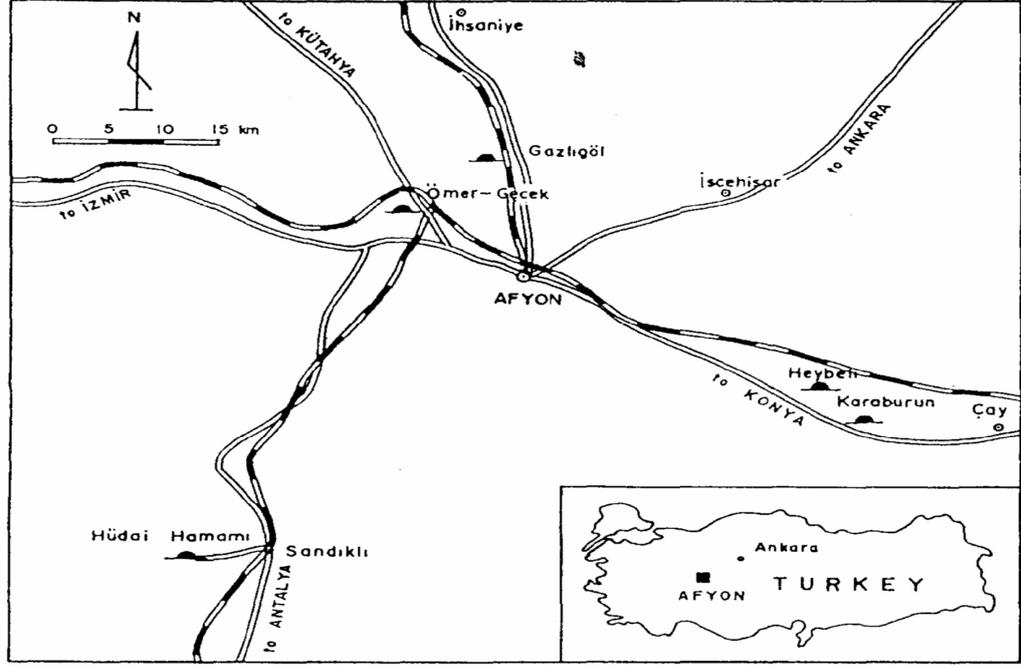 İhsaniye
N
to KÜTAHYA
0 5 10 15 km
to ANKARA
Gazlıgöl
İscehisar
Ömer-Gecek
to İZMİR
AFYON
Heybeli
to KONYA
Karaburun
Çay
Hüdai Hamamı
Sandıklı
to ANTALYA
Ankara
AFYON
TURKEY